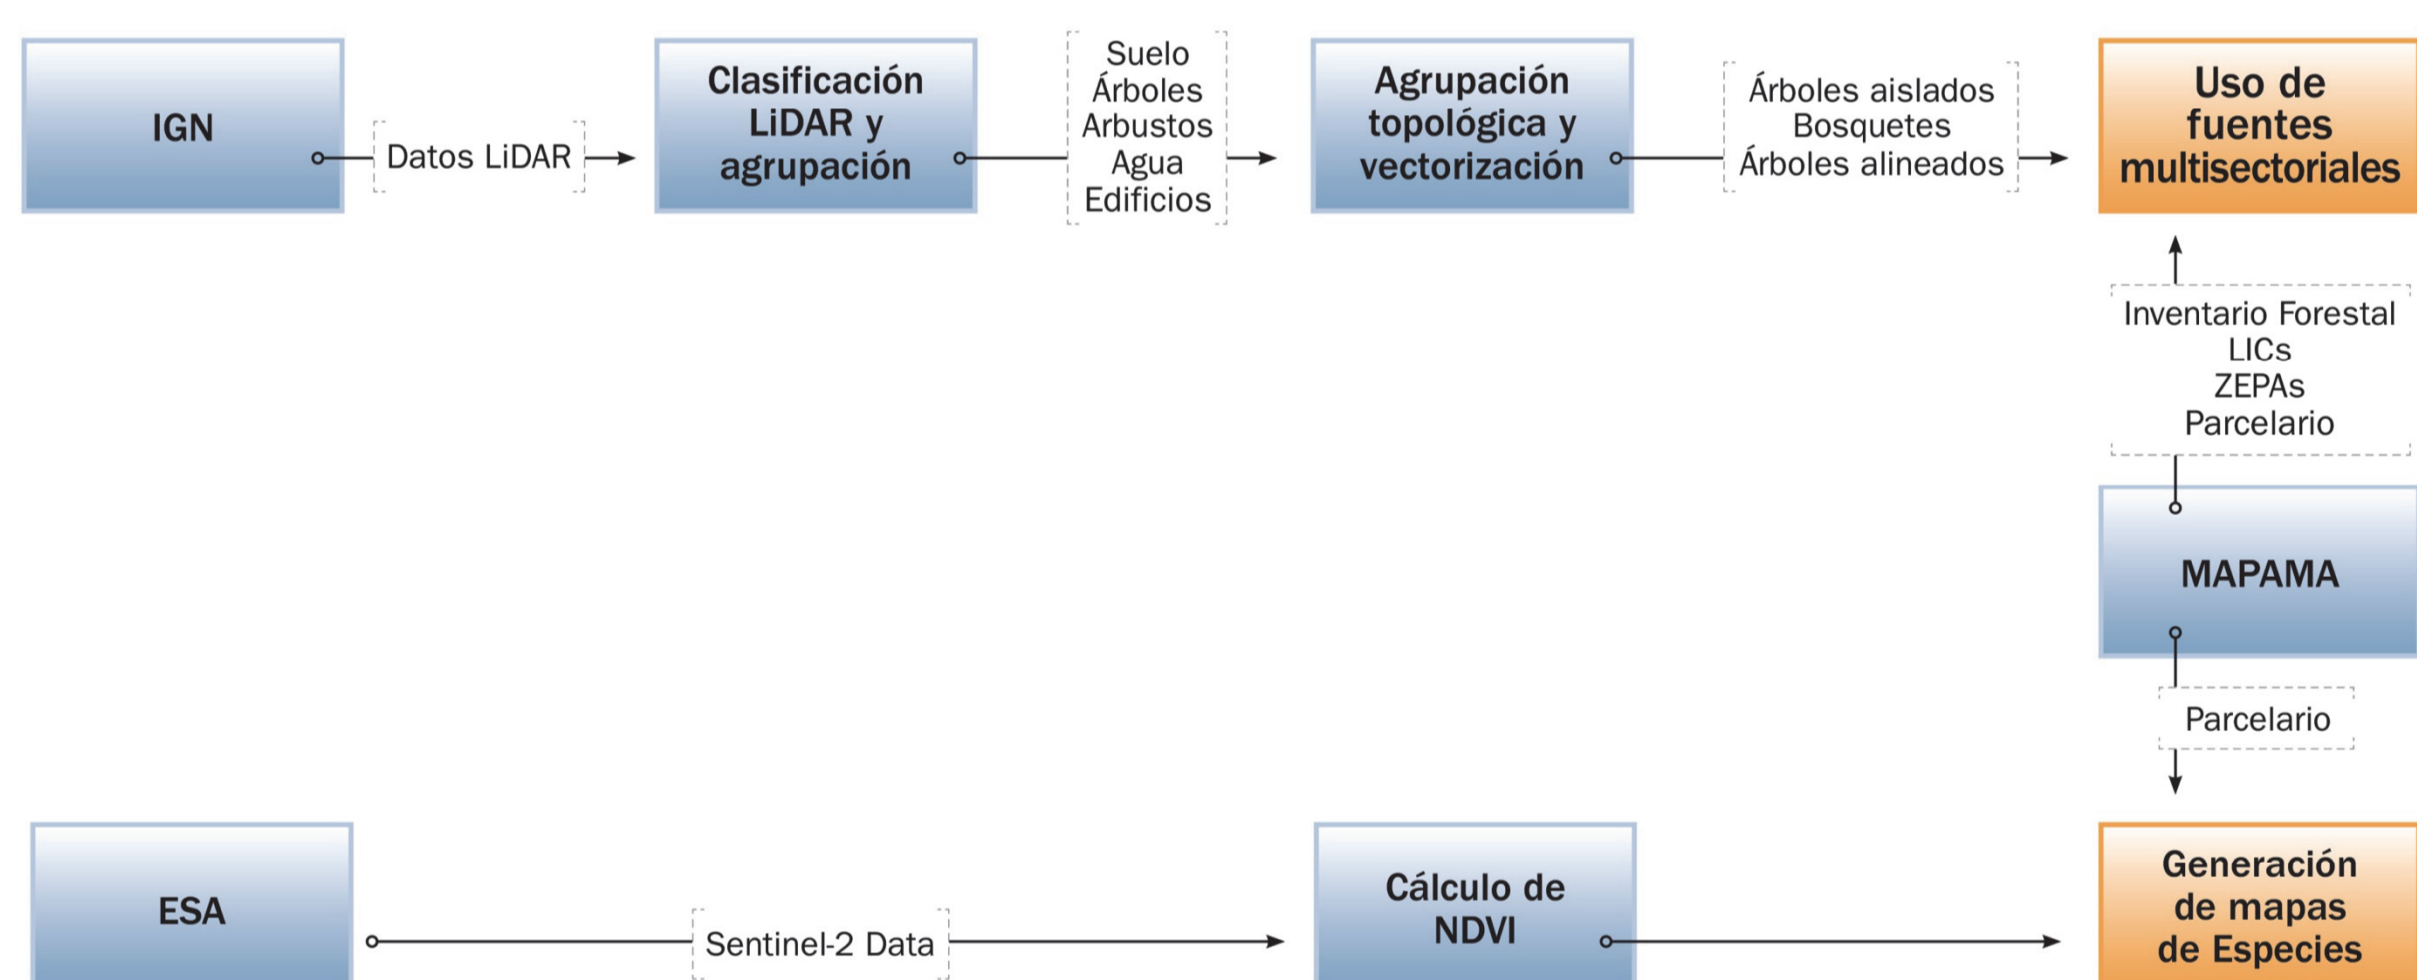 IGN
Datos LiDAR
Clasificación
LiDAR y
agrupación
Suelo
Árboles
Arbustos
Agua
Edificios
Agrupación
topológica y
vectorización
Árboles aislados
Bosquetes
Árboles alineados
Uso de
fuentes
multisectoriales
Inventario Forestal
LICs
ZEPAs
Parcelario
MAPAMA
Parcelario
ESA
Sentinel-2 Data
Cálculo de
NDVI
Generación
de mapas
de Especies